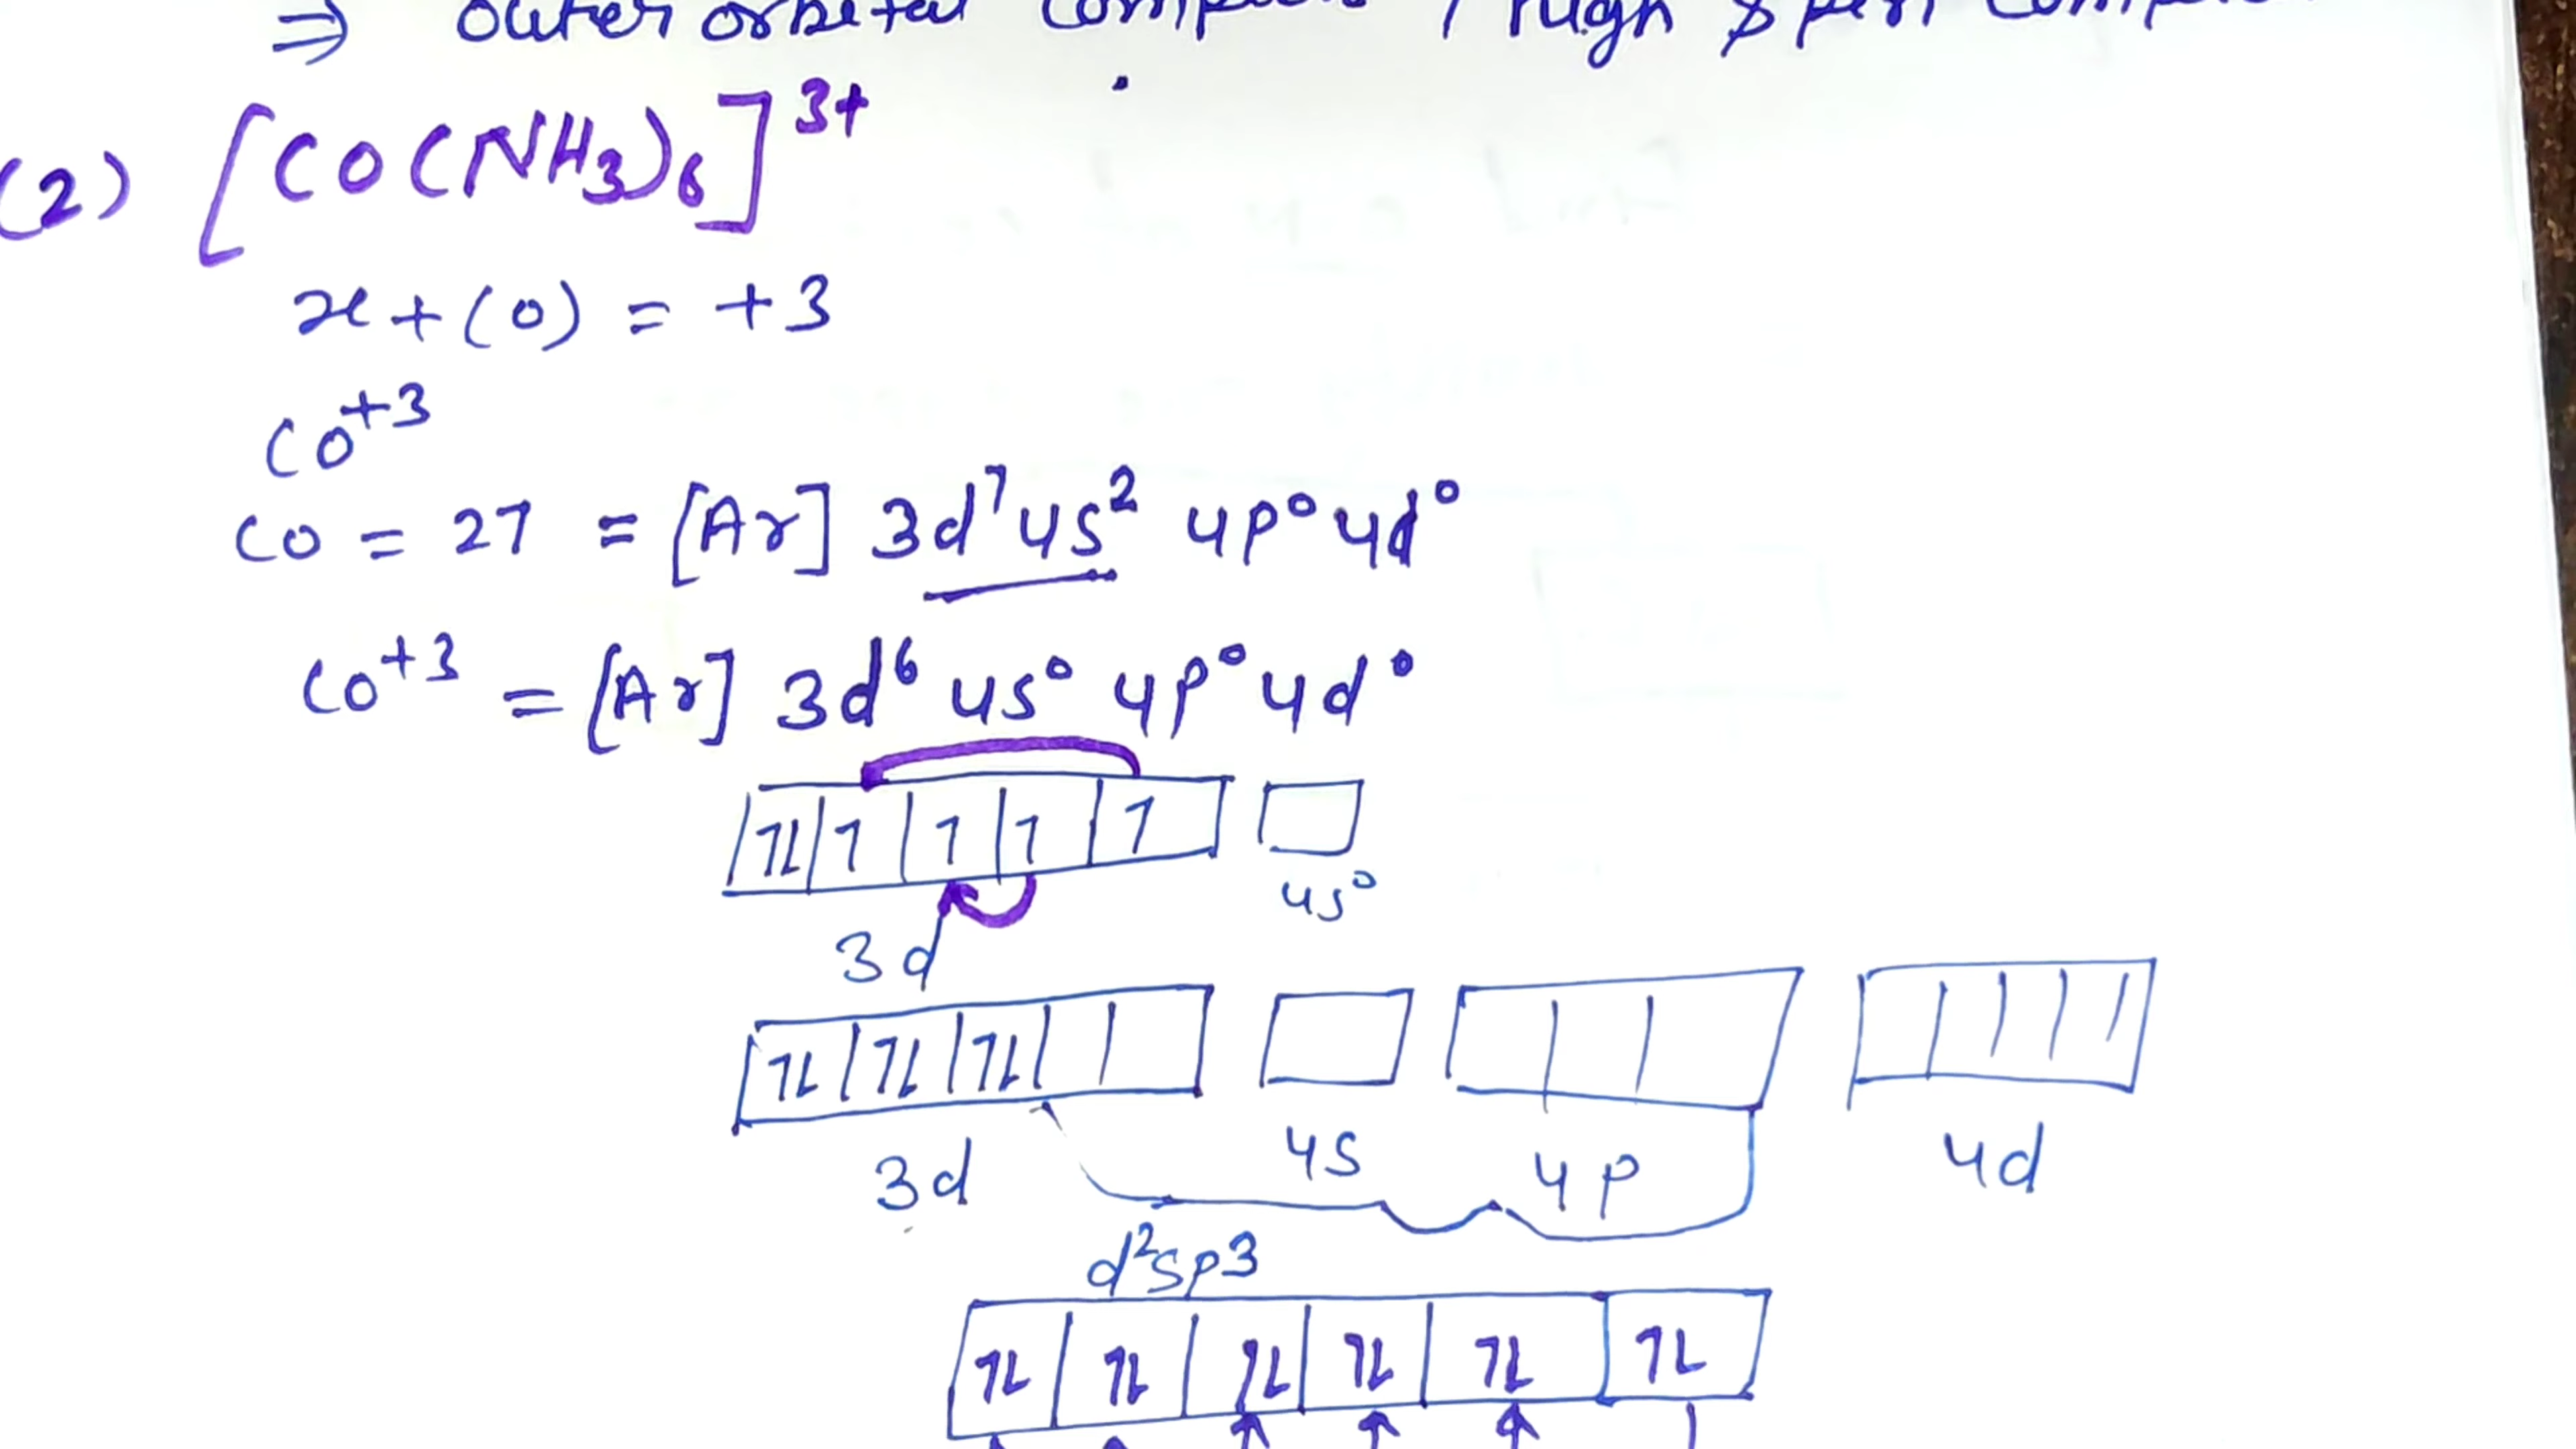 ⇒ outer orbital complex / high spin complex
(2) [Co(NH3)6]³⁺
x + (0) = +3
Co⁺³
Co = 27 = [Ar] 3d⁷ 4s² 4p⁰ 4d⁰
Co⁺³ = [Ar] 3d⁶ 4s⁰ 4p⁰ 4d⁰
↑↓ ↑ ↑ ↑ ↑
3d 4s⁰
↑↓ ↑↓ ↑↓
3d 4s 4p 4d
d²sp3
↑↓ ↑↓ ↑↓ ↑↓ ↑↓ ↑↓